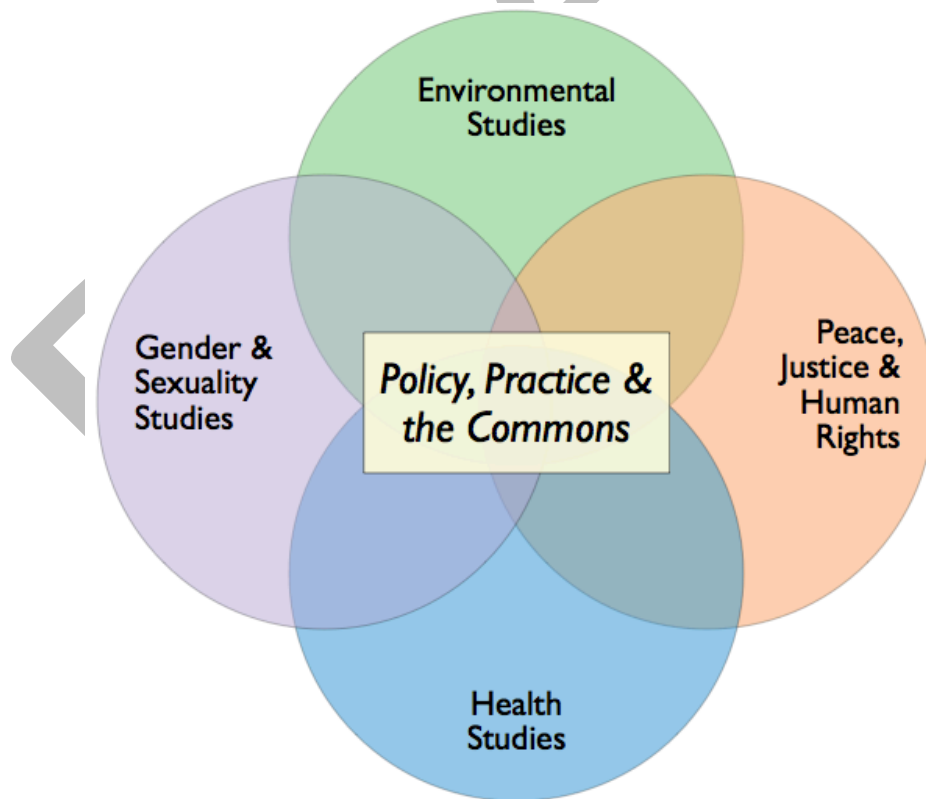 Environmental
Studies
Gender &
Sexuality
Studies
Policy, Practice &
the Commons
Peace,
Justice &
Human
Rights
Health
Studies